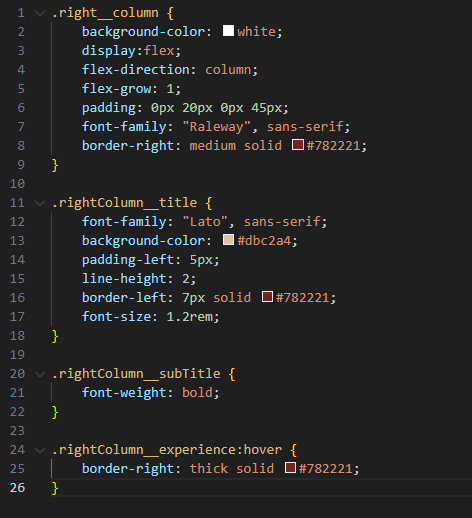 1 .right__column {
2 background-color: white;
3 display:flex;
4 flex-direction: column;
5 flex-grow: 1;
6 padding: 0px 20px 0px 45px;
7 font-family: "Raleway", sans-serif;
8 border-right: medium solid #782221;
9 }
10
11 .rightColumn__title {
12 font-family: "Lato", sans-serif;
13 background-color: #dbc2a4;
14 padding-left: 5px;
15 line-height: 2;
16 border-left: 7px solid #782221;
17 font-size: 1.2rem;
18 }
19
20 .rightColumn__subTitle {
21 font-weight: bold;
22 }
23
24 .rightColumn__experience:hover {
25 border-right: thick solid #782221;
26 }